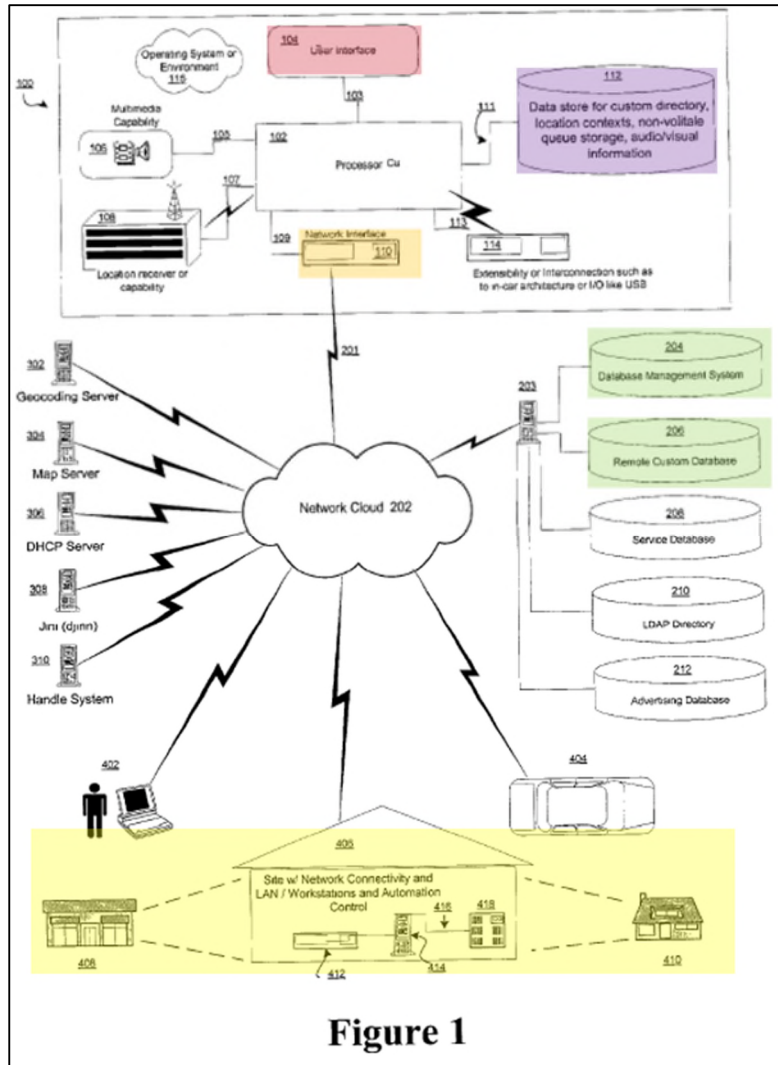 104
User interface
Operating System or
Environment
115
100
103
112
Data store for custom directory,
location contexts, non-volitale
queue storage, audio/visual
information
111
Multimedia
Capability
105
102
Processor Cu
107
108
Location receiver or
capability
109
Network Interface
110
113
114
Extensibility or Interconnection such as
to in-car architecture or I/O like USB
201
302
Geocoding Server
304
Map Server
306
DHCP Server
308
Jini (djinn)
310
Handle System
Network Cloud 202
203
204
Database Management System
206
Remote Custom Database
208
Service Database
210
LDAP Directory
212
Advertising Database
402
404
Site w/ Network Connectivity and
LAN / Workstations and Automation
Control
416
418
412
414
410
Figure 1